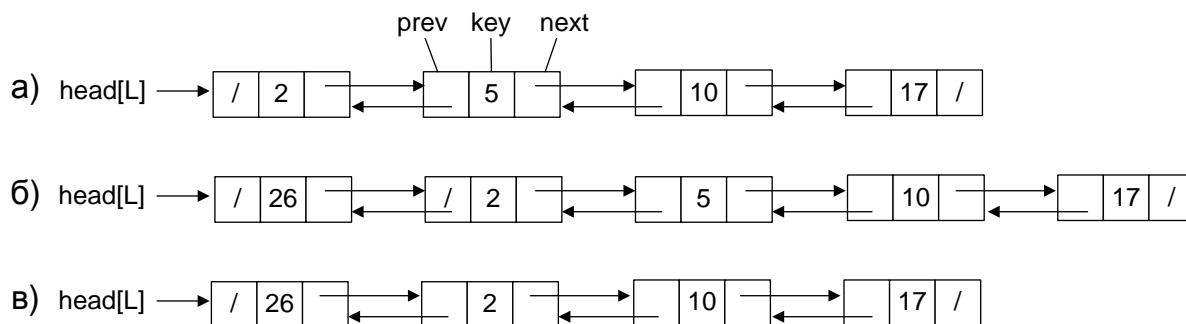 prev key next
а) head[L] / 2 5 10 17 /
б) head[L] / 26 / 2 5 10 17 /
в) head[L] / 26 2 10 17 /